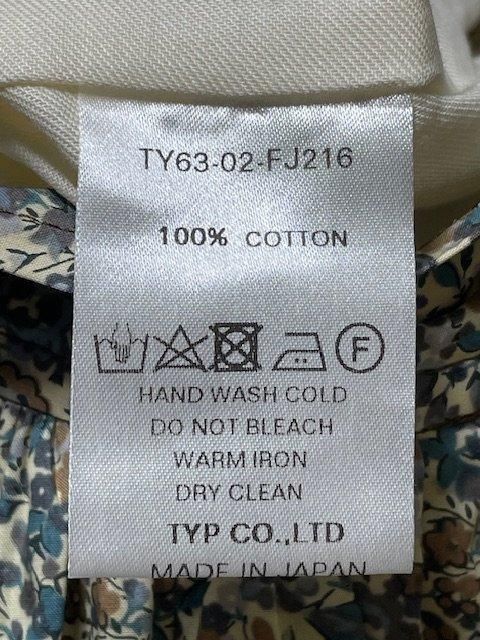 TY63-02-FJ216
100% COTTON
F
HAND WASH COLD
DO NOT BLEACH
WARM IRON
DRY CLEAN
TYP CO.,LTD
MADE IN JAPAN